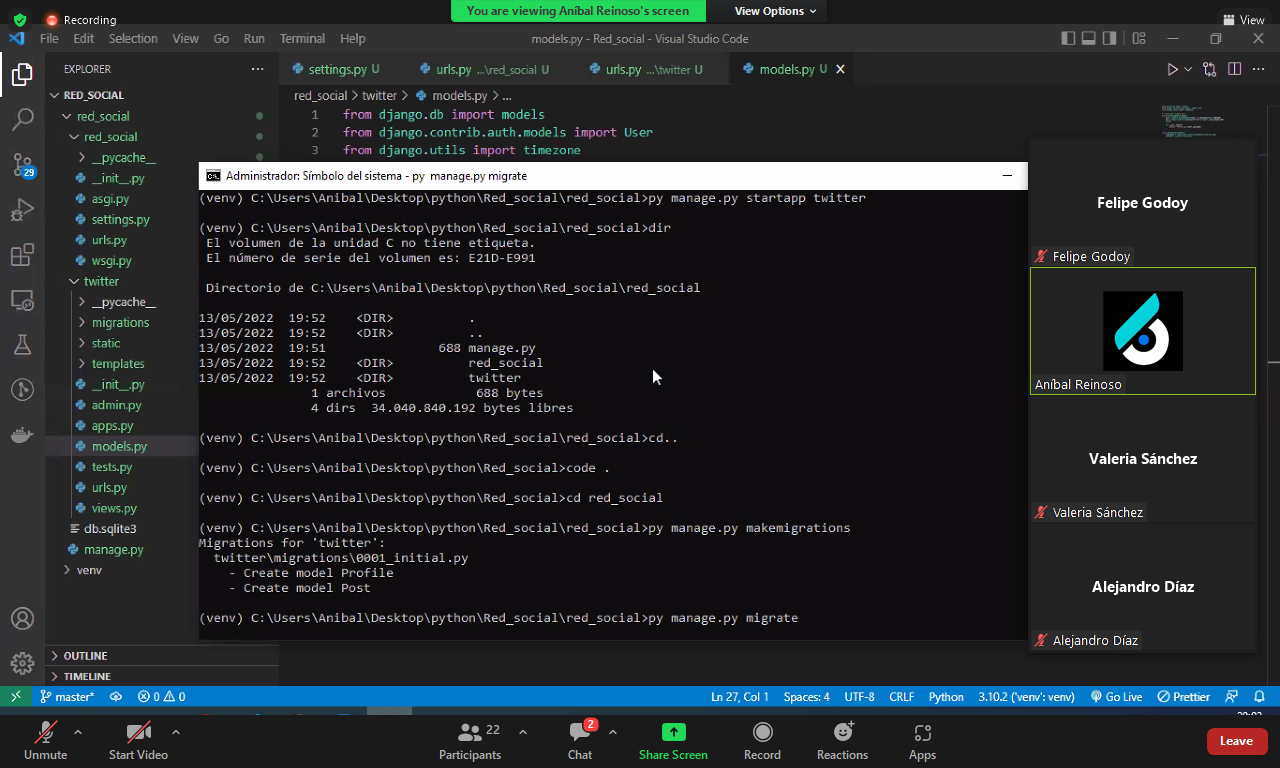 You are viewing Aníbal Reinoso's screen
View Options
Recording
View
File Edit Selection View Go Run Terminal Help
models.py - Red_social - Visual Studio Code
EXPLORER
settings.py U
urls.py ...\red_social U
urls.py ...\twitter U
models.py U
RED_SOCIAL
red_social > twitter > models.py > ...
red_social
red_social
__pycache__
__init__.py
asgi.py
settings.py
urls.py
wsgi.py
twitter
__pycache__
migrations
static
templates
__init__.py
admin.py
apps.py
models.py
tests.py
urls.py
views.py
db.sqlite3
manage.py
venv
OUTLINE
TIMELINE
29
1 from django.db import models
2 from django.contrib.auth.models import User
3 from django.utils import timezone
Administrador: Símbolo del sistema - py manage.py migrate
(venv) C:\Users\Anibal\Desktop\python\Red_social\red_social>py manage.py startapp twitter
(venv) C:\Users\Anibal\Desktop\python\Red_social\red_social>dir
El volumen de la unidad C no tiene etiqueta.
El número de serie del volumen es: E21D-E991
Directorio de C:\Users\Anibal\Desktop\python\Red_social\red_social
13/05/2022 19:52 <DIR> .
13/05/2022 19:52 <DIR> ..
13/05/2022 19:51 688 manage.py
13/05/2022 19:52 <DIR> red_social
13/05/2022 19:52 <DIR> twitter
1 archivos 688 bytes
4 dirs 34.040.840.192 bytes libres
(venv) C:\Users\Anibal\Desktop\python\Red_social\red_social>cd..
(venv) C:\Users\Anibal\Desktop\python\Red_social>code .
(venv) C:\Users\Anibal\Desktop\python\Red_social>cd red_social
(venv) C:\Users\Anibal\Desktop\python\Red_social\red_social>py manage.py makemigrations
Migrations for 'twitter':
twitter\migrations\0001_initial.py
- Create model Profile
- Create model Post
(venv) C:\Users\Anibal\Desktop\python\Red_social\red_social>py manage.py migrate
Felipe Godoy
Felipe Godoy
Aníbal Reinoso
Valeria Sánchez
Valeria Sánchez
Alejandro Díaz
Alejandro Díaz
master* 0 0 Ln 27, Col 1 Spaces: 4 UTF-8 CRLF Python 3.10.2 ('venv': venv) Go Live Prettier
Unmute
Start Video
Participants 22
Chat 2
Share Screen
Record
Reactions
Apps
Leave